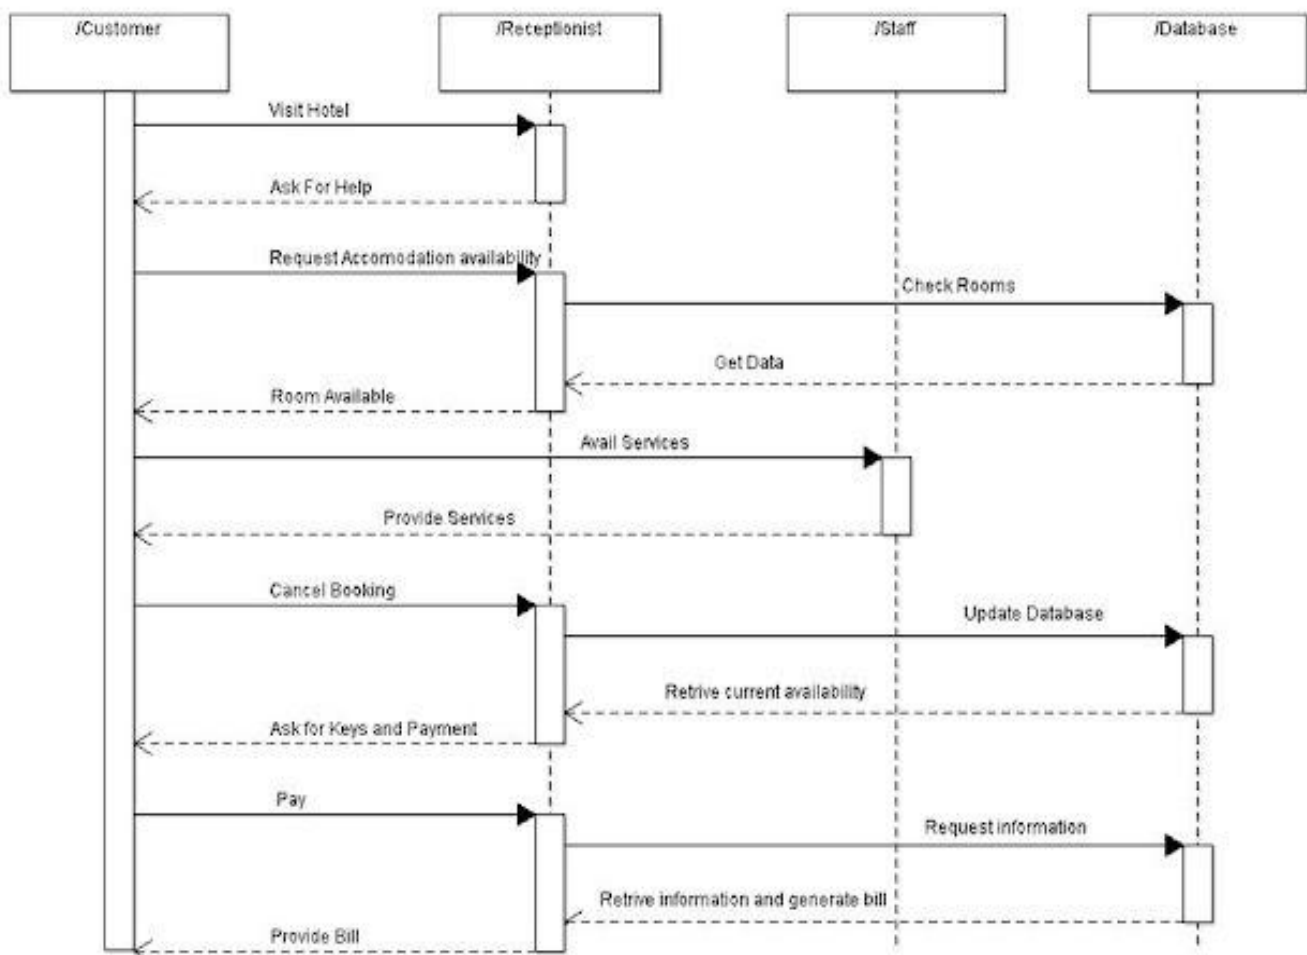 /Customer
/Receptionist
/Staff
/Database
Visit Hotel
Ask For Help
Request Accomodation availability
Check Rooms
Get Data
Room Available
Avail Services
Provide Services
Cancel Booking
Update Database
Retrive current availability
Ask for Keys and Payment
Pay
Request information
Retrive information and generate bill
Provide Bill